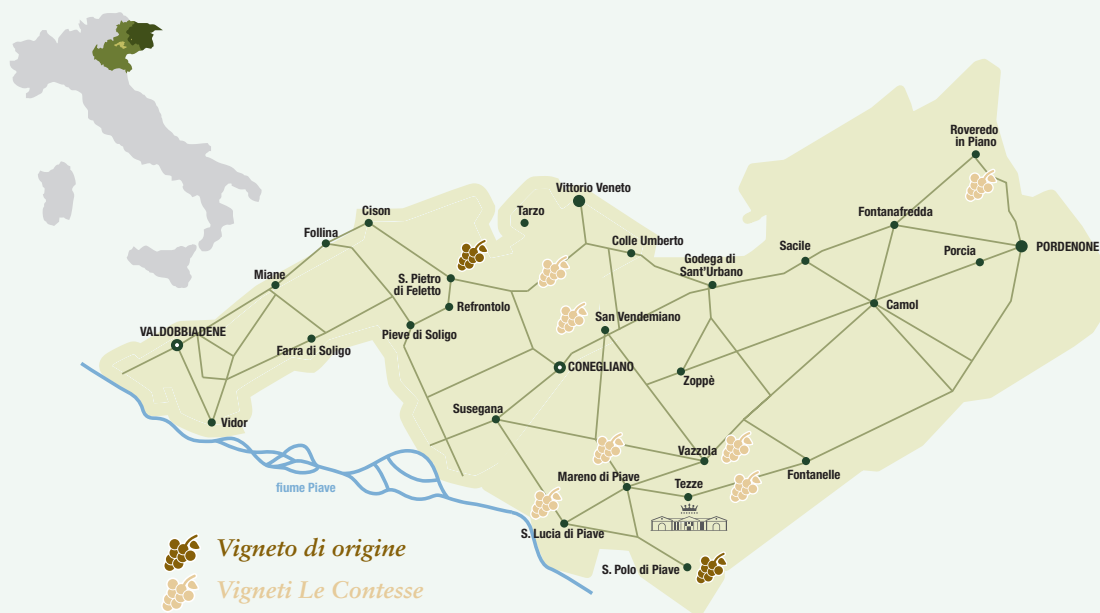 Roveredo
in Piano
Vittorio Veneto
Cison
Tarzo
Fontanafredda
Follina
Colle Umberto
Sacile
PORDENONE
Porcia
Godega di
Sant'Urbano
Miane
S. Pietro
di Feletto
Refrontolo
Camol
San Vendemiano
VALDOBBIADENE
Pieve di Soligo
Farra di Soligo
CONEGLIANO
Zoppè
Susegana
Vidor
Vazzola
Fontanelle
Mareno di Piave
Tezze
fiume Piave
S. Lucia di Piave
S. Polo di Piave
Vigneto di origine
Vigneti Le Contesse